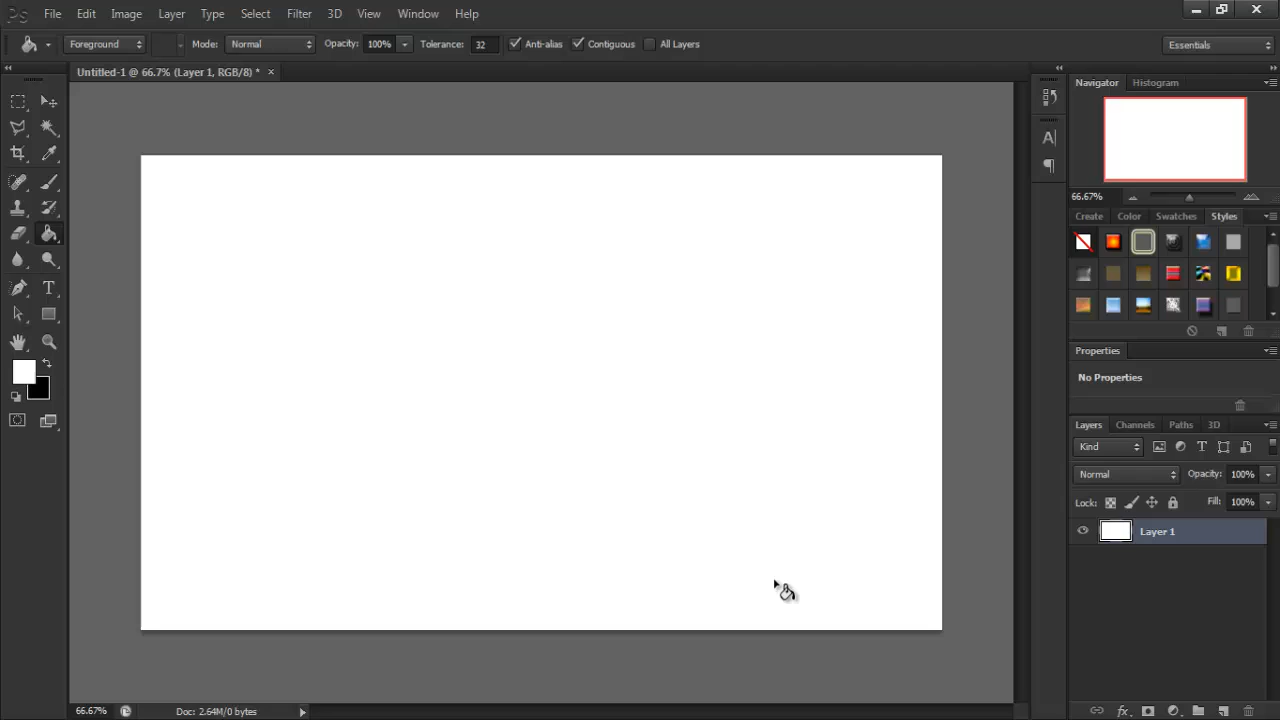 Ps File Edit Image Layer Type Select Filter 3D View Window Help
Foreground Mode: Normal Opacity: 100% Tolerance: 32 Anti-alias Contiguous All Layers Essentials
Untitled-1 @ 66.7% (Layer 1, RGB/8) * ×
Navigator Histogram
66.67%
Create Color Swatches Styles
Properties
No Properties
Layers Channels Paths 3D
Kind
Normal Opacity: 100%
Lock: Fill: 100%
Layer 1
66.67% Doc: 2.64M/0 bytes